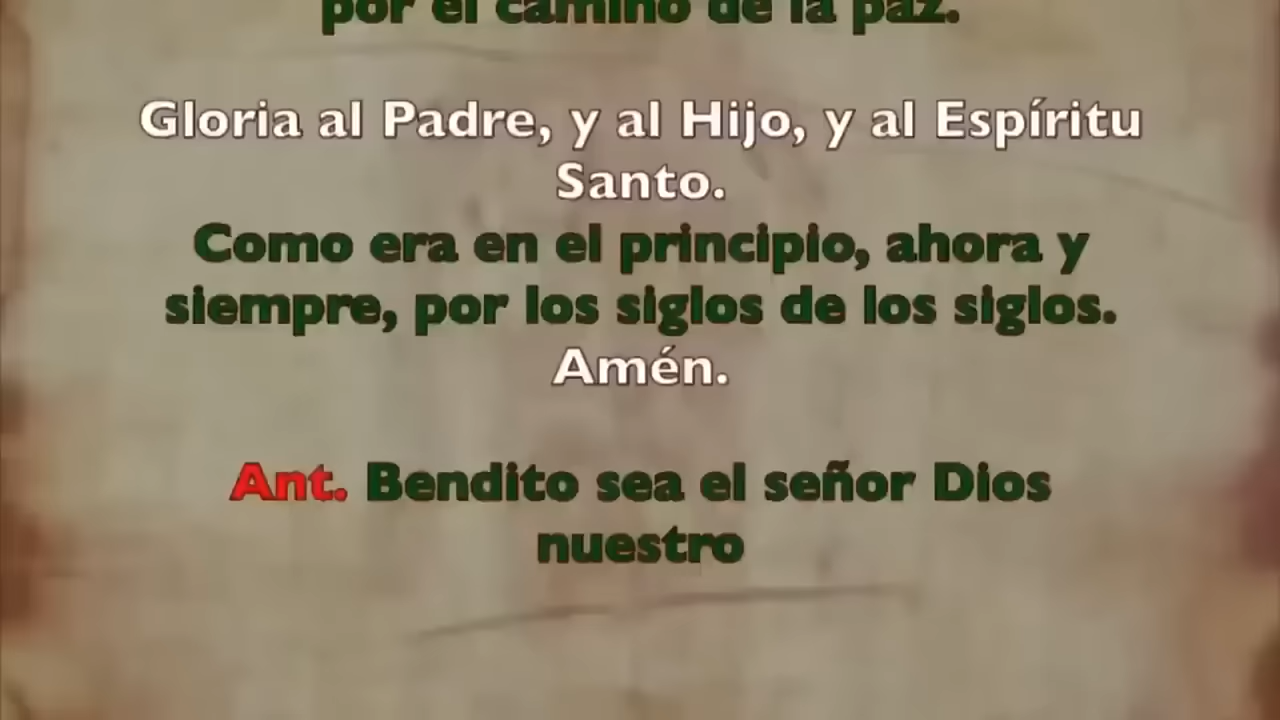 por el camino de la paz.
Gloria al Padre, y al Hijo, y al Espíritu
Santo.
Como era en el principio, ahora y
siempre, por los siglos de los siglos.
Amén.
Ant. Bendito sea el señor Dios
nuestro